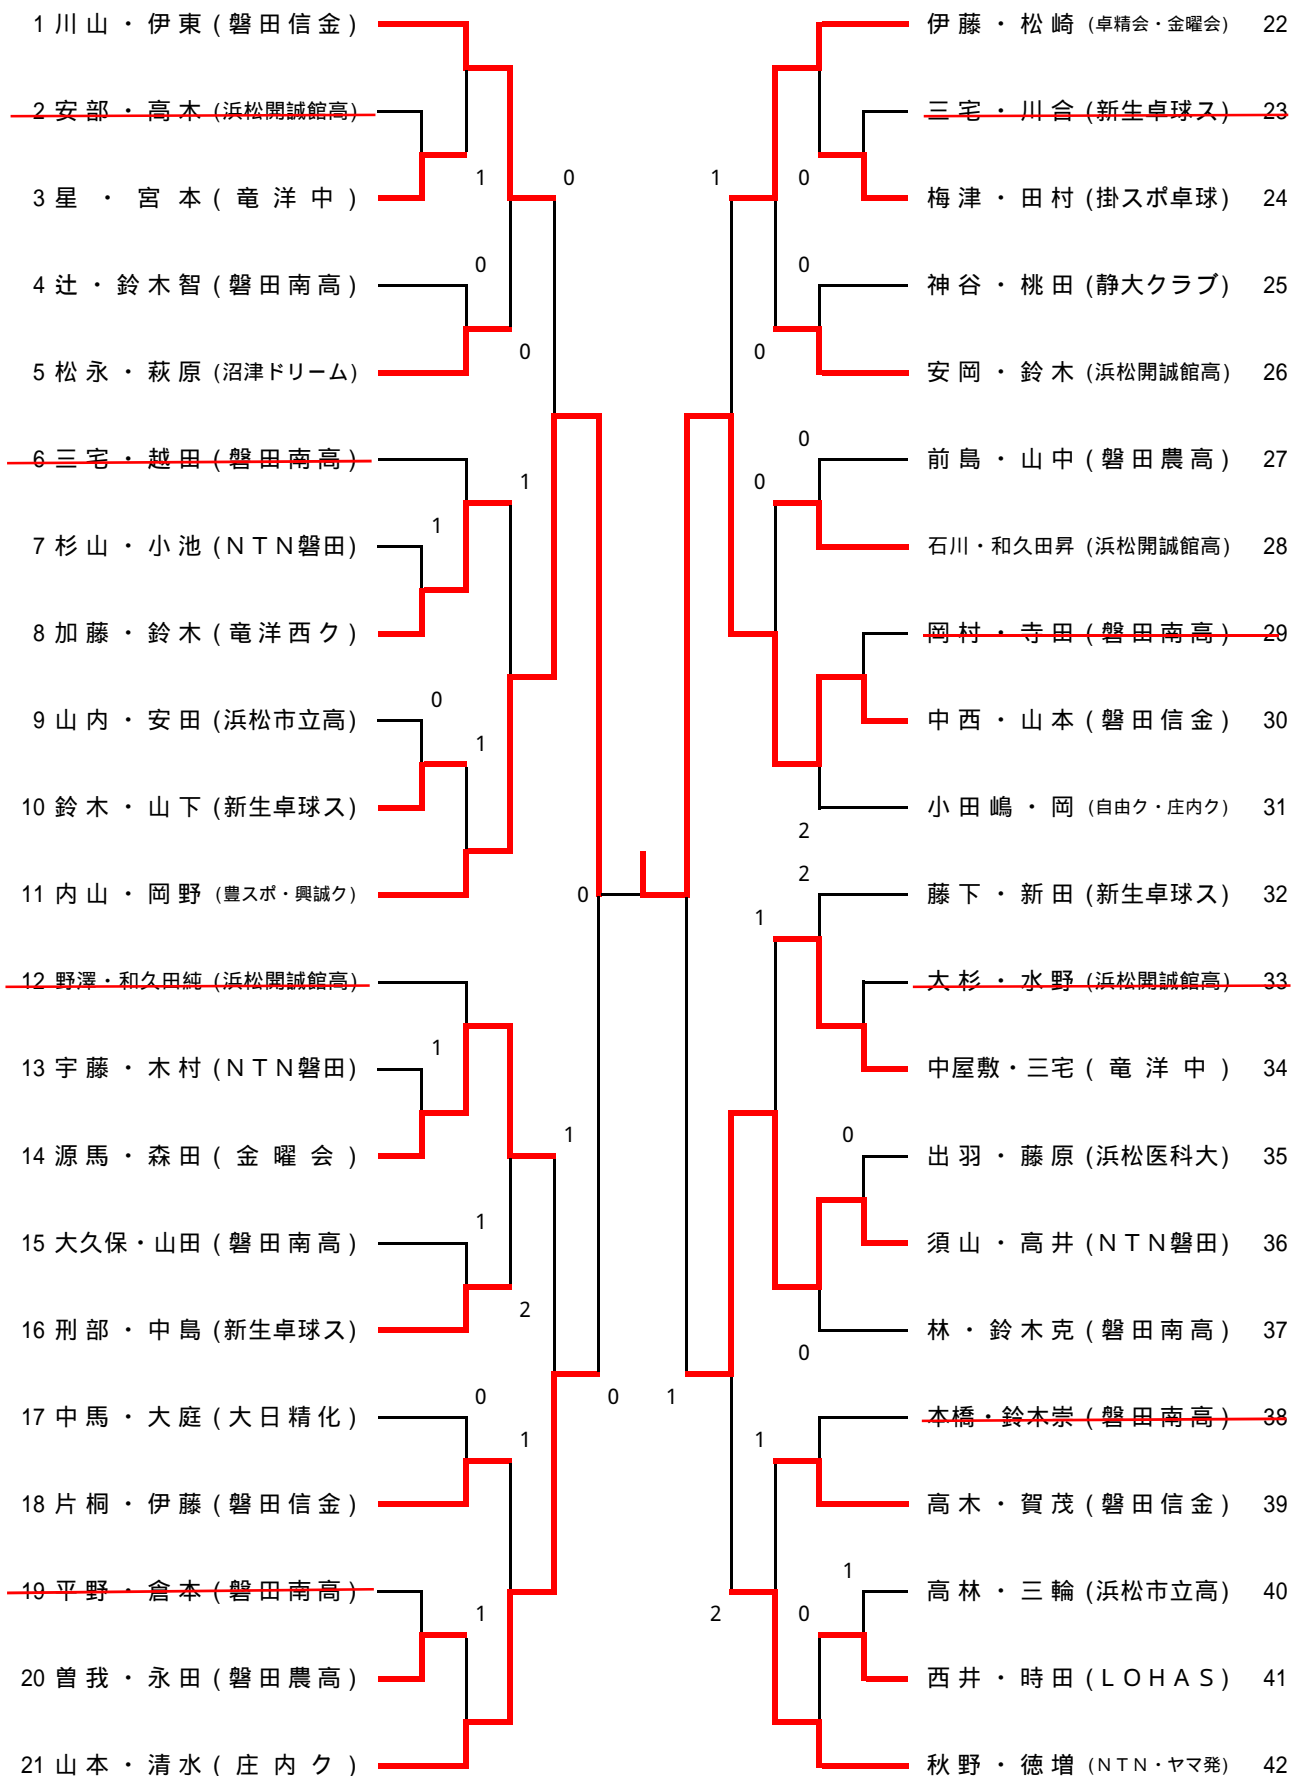 1 川山・伊東(磐田信金)
2 安部・高木(浜松開誠館高)
3 星・宮本(竜洋中)
4 辻・鈴木智(磐田南高)
5 松永・萩原(沼津ドリーム)
6 三宅・越田(磐田南高)
7 杉山・小池(ＮＴＮ磐田)
8 加藤・鈴木(竜洋西ク)
9 山内・安田(浜松市立高)
10 鈴木・山下(新生卓球ス)
11 内山・岡野(豊スポ・興誠ク)
12 野澤・和久田純(浜松開誠館高)
13 宇藤・木村(ＮＴＮ磐田)
14 源馬・森田(金曜会)
15 大久保・山田(磐田南高)
16 刑部・中島(新生卓球ス)
17 中馬・大庭(大日精化)
18 片桐・伊藤(磐田信金)
19 平野・倉本(磐田南高)
20 曽我・永田(磐田農高)
21 山本・清水(庄内ク)
1
0
0
0
1
1
0
1
0
1
1
1
2
0
1
1
0
0
1
1
0
0
0
0
0
2
2
1
0
0
1
1
2
0
伊藤・松崎(卓精会・金曜会) 22
三宅・川合(新生卓球ス) 23
梅津・田村(掛スポ卓球) 24
神谷・桃田(静大クラブ) 25
安岡・鈴木(浜松開誠館高) 26
前島・山中(磐田農高) 27
石川・和久田昇(浜松開誠館高) 28
岡村・寺田(磐田南高) 29
中西・山本(磐田信金) 30
小田嶋・岡(自由ク・庄内ク) 31
藤下・新田(新生卓球ス) 32
大杉・水野(浜松開誠館高) 33
中屋敷・三宅(竜洋中) 34
出羽・藤原(浜松医科大) 35
須山・高井(ＮＴＮ磐田) 36
林・鈴木克(磐田南高) 37
本橋・鈴木崇(磐田南高) 38
高木・賀茂(磐田信金) 39
高林・三輪(浜松市立高) 40
西井・時田(ＬＯＨＡＳ) 41
秋野・徳増(ＮＴＮ・ヤマ発) 42